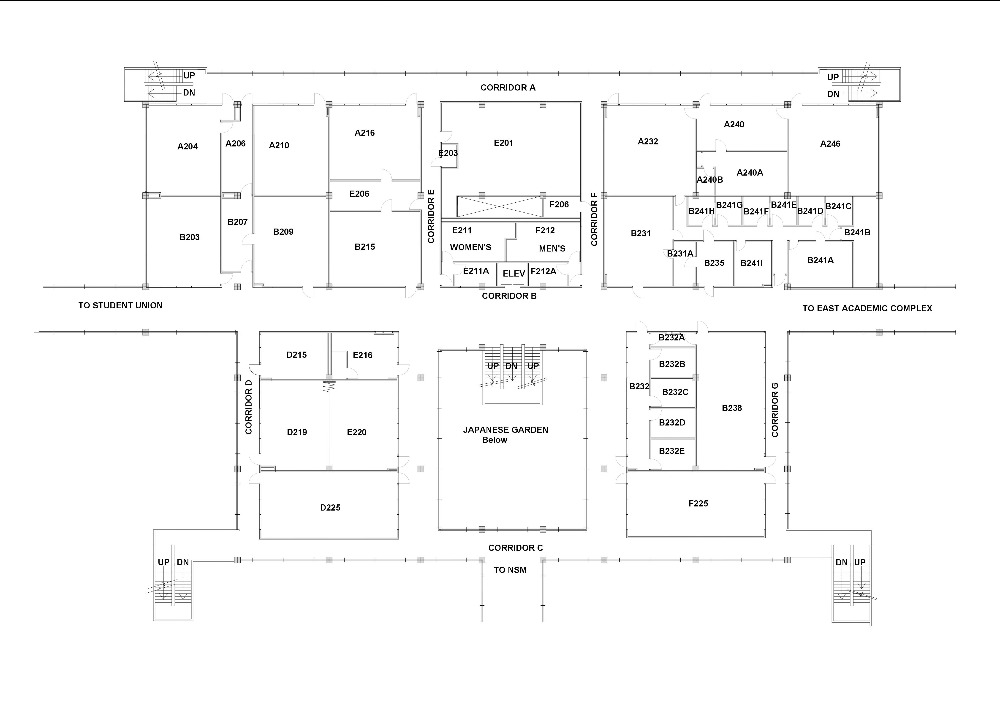 UP
DN
CORRIDOR A
UP
DN
A204
A206
A210
A216
E201
E203
A232
A240
A246
A240A
A240B
E206
F206
CORRIDOR E
CORRIDOR F
B203
B207
B209
B215
E211
WOMEN'S
F212
MEN'S
E211A
ELEV
F212A
B231
B231A
B241H
B241G
B241F
B241E
B241D
B241C
B241B
B235
B241I
B241A
CORRIDOR B
TO STUDENT UNION
TO EAST ACADEMIC COMPLEX
D215
E216
UP
DN
UP
B232A
B232B
B232
B232C
B232D
B232E
B238
CORRIDOR D
CORRIDOR G
D219
E220
JAPANESE GARDEN
Below
D225
F225
CORRIDOR C
TO NSM
UP
DN
DN
UP